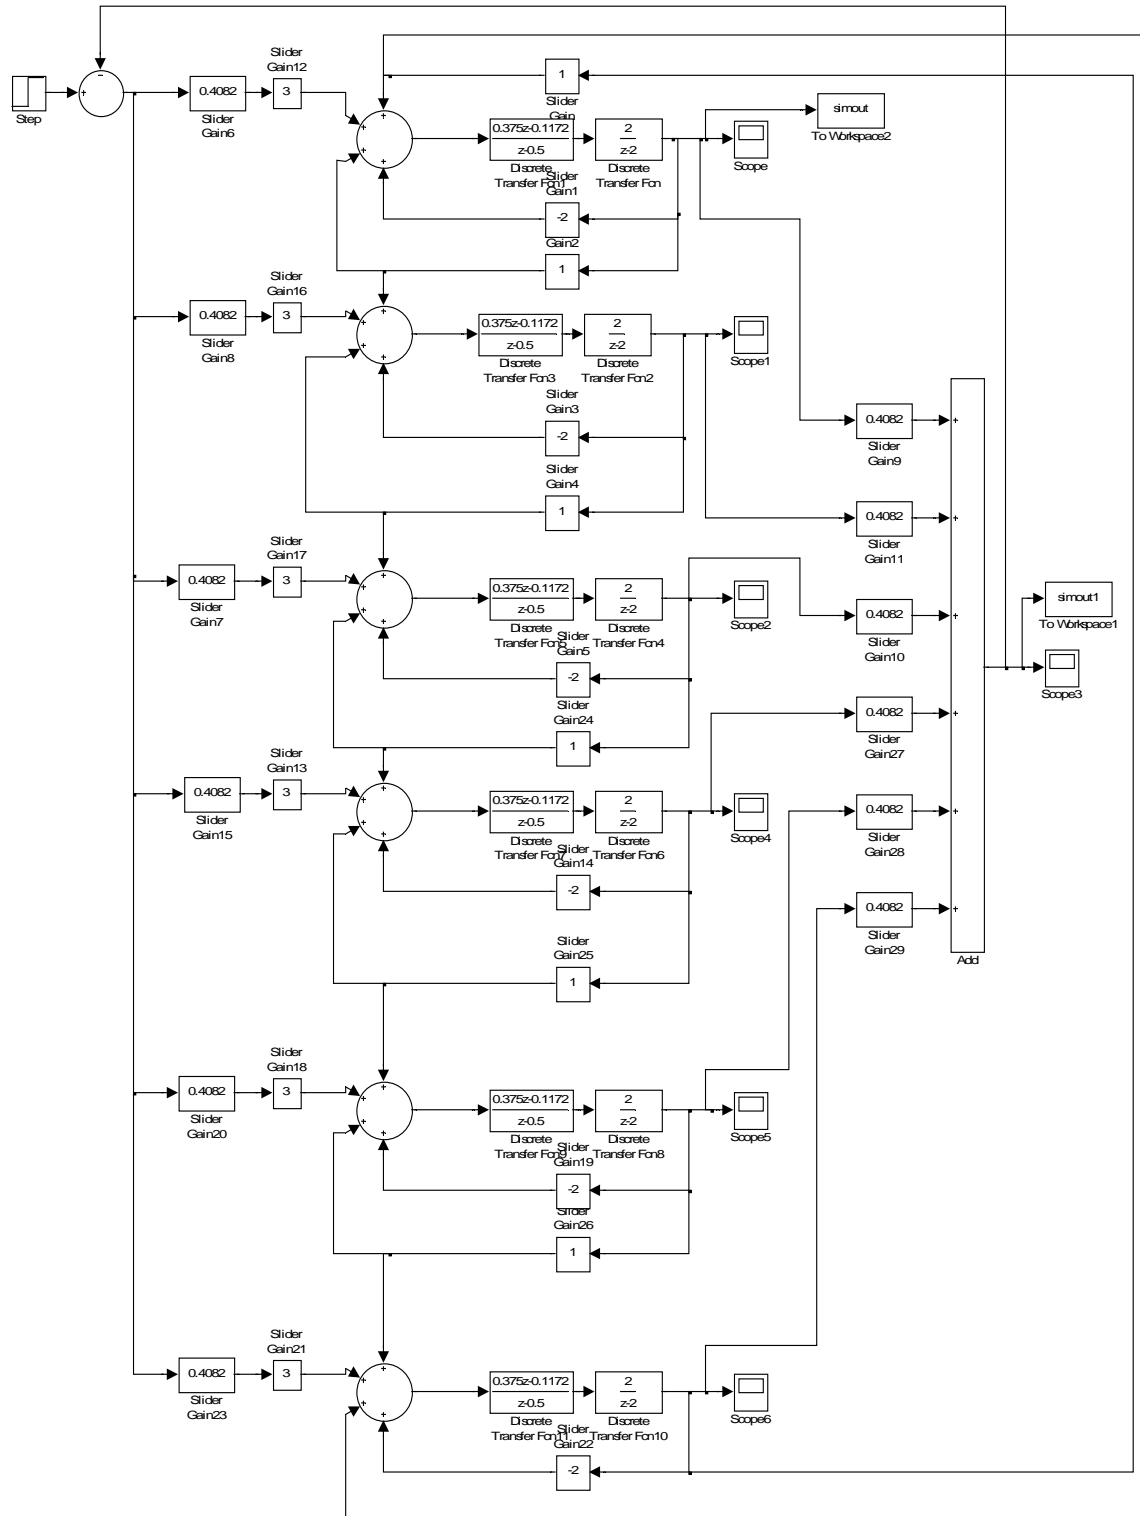 Slider
Gain12
1
Slider
Gain
Step
0.4082
3
Slider
Gain6
0.375z-0.1172
z-0.5
Discrete
Transfer Fcn1
2
z-2
Discrete
Transfer Fcn
Scope
simout
To Workspace2
Slider
Gain1
-2
Gain2
1
Slider
Gain16
0.4082
3
Slider
Gain8
0.375z-0.1172
z-0.5
Discrete
Transfer Fcn3
2
z-2
Discrete
Transfer Fcn2
Scope1
Slider
Gain3
-2
Slider
Gain4
1
0.4082
Slider
Gain9
0.4082
Slider
Gain11
Slider
Gain17
0.4082
3
Slider
Gain7
0.375z-0.1172
z-0.5
Discrete
Transfer Fcn5
2
z-2
Discrete
Transfer Fcn4
Scope2
0.4082
Slider
Gain10
simout1
To Workspace1
Scope3
Slider
Gain5
-2
Slider
Gain24
1
0.4082
Slider
Gain27
Slider
Gain13
0.4082
3
Slider
Gain15
0.375z-0.1172
z-0.5
Discrete
Transfer Fcn7
2
z-2
Discrete
Transfer Fcn6
Scope4
0.4082
Slider
Gain28
Slider
Gain14
-2
0.4082
Slider
Gain29
Add
Slider
Gain25
1
Slider
Gain18
0.4082
3
Slider
Gain20
0.375z-0.1172
z-0.5
Discrete
Transfer Fcn9
2
z-2
Discrete
Transfer Fcn8
Scope5
Slider
Gain19
-2
Slider
Gain26
1
Slider
Gain21
0.4082
3
Slider
Gain23
0.375z-0.1172
z-0.5
Discrete
Transfer Fcn11
2
z-2
Discrete
Transfer Fcn10
Scope6
Slider
Gain22
-2